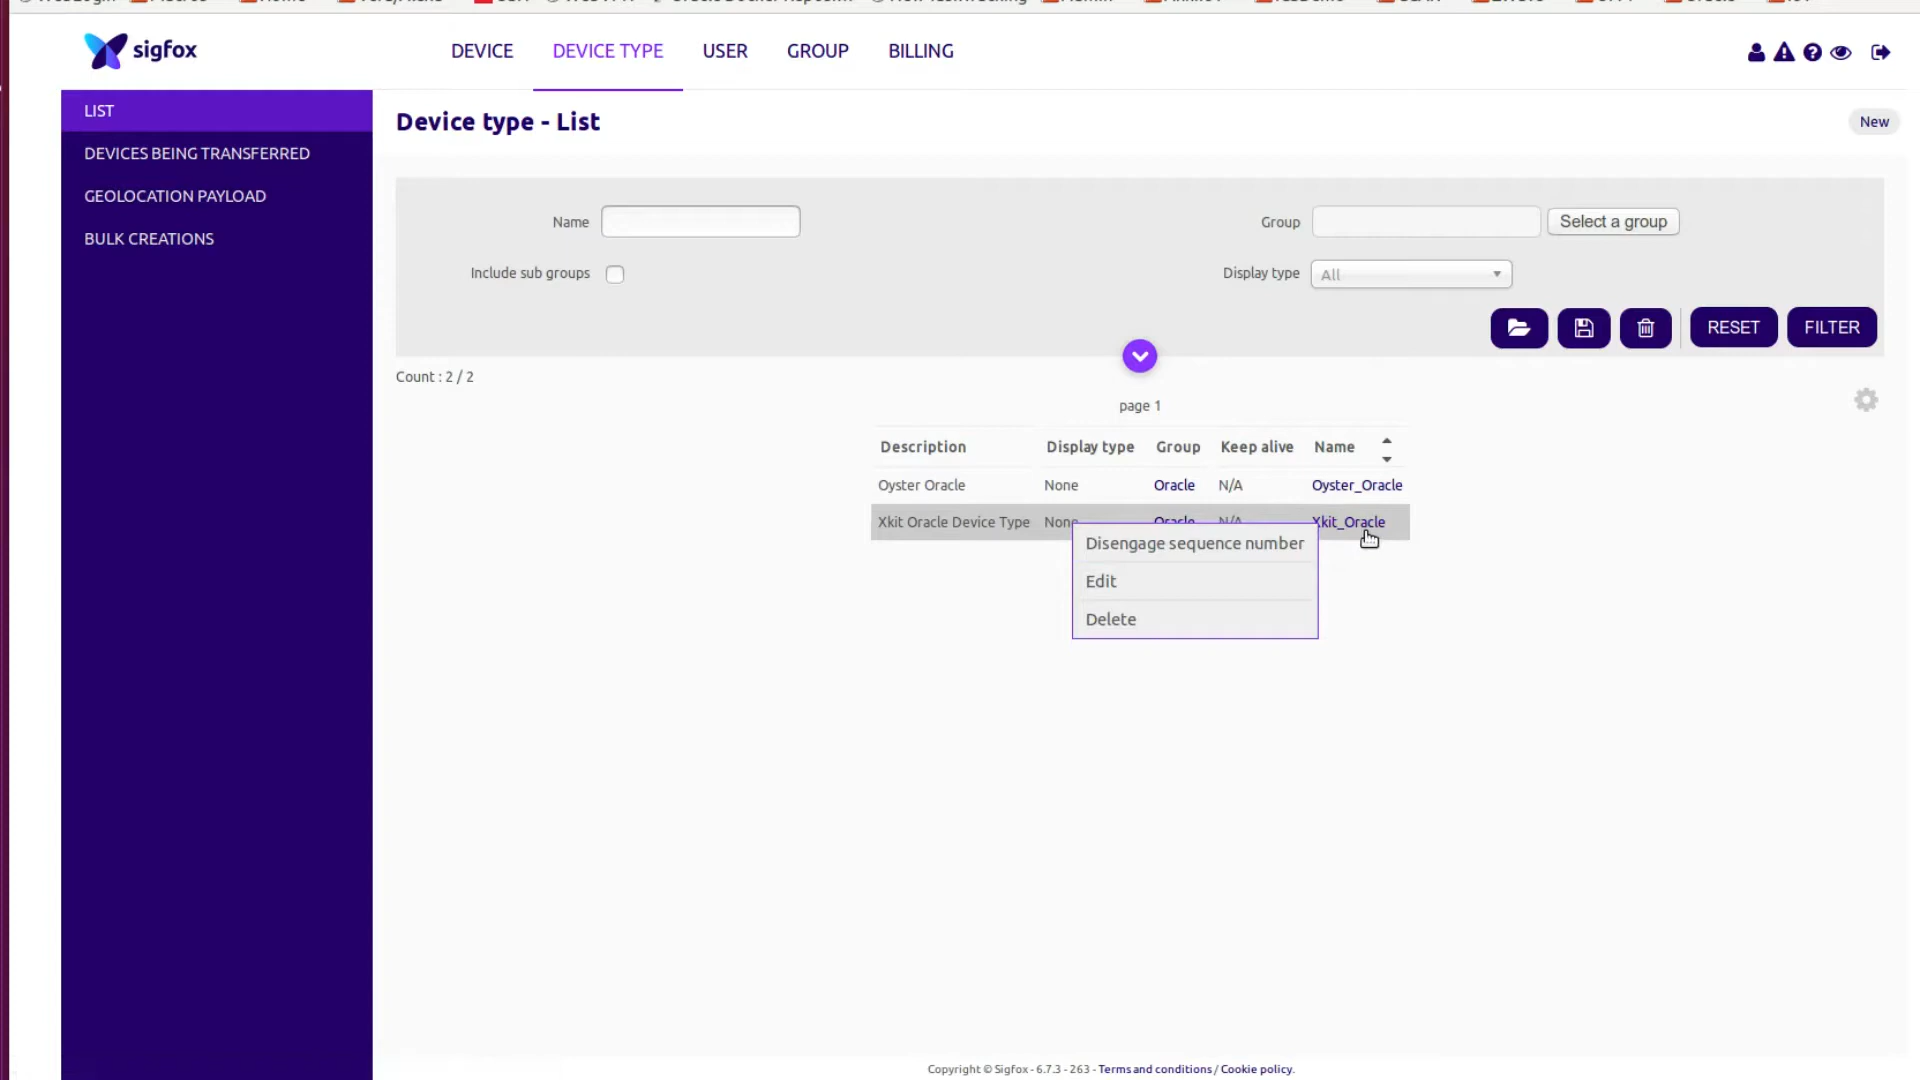 sigfox
DEVICE DEVICE TYPE USER GROUP BILLING
LIST
DEVICES BEING TRANSFERRED
GEOLOCATION PAYLOAD
BULK CREATIONS
Device type - List
New
Name
Group Select a group
Include sub groups
Display type All
RESET FILTER
Count : 2 / 2
page 1
Description Display type Group Keep alive Name
Oyster Oracle None Oracle N/A Oyster_Oracle
Xkit Oracle Device Type None Oracle N/A Xkit_Oracle
Disengage sequence number
Edit
Delete
Copyright © Sigfox - 6.7.3 - 263 - Terms and conditions / Cookie policy.